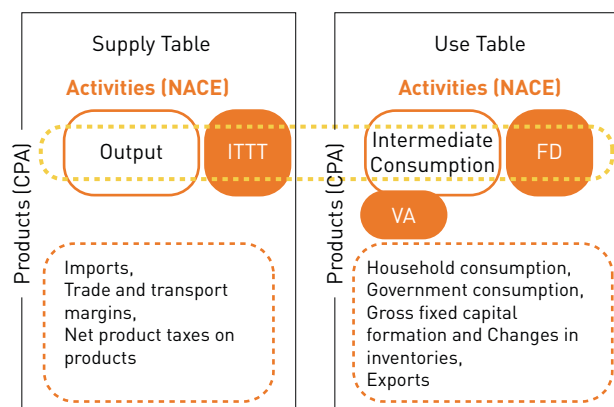 Supply Table
Activities (NACE)
Products (CPA)
Output
ITTT
Imports,
Trade and transport
margins,
Net product taxes on
products
Use Table
Activities (NACE)
Products (CPA)
Intermediate
Consumption
FD
VA
Household consumption,
Government consumption,
Gross fixed capital
formation and Changes in
inventories,
Exports